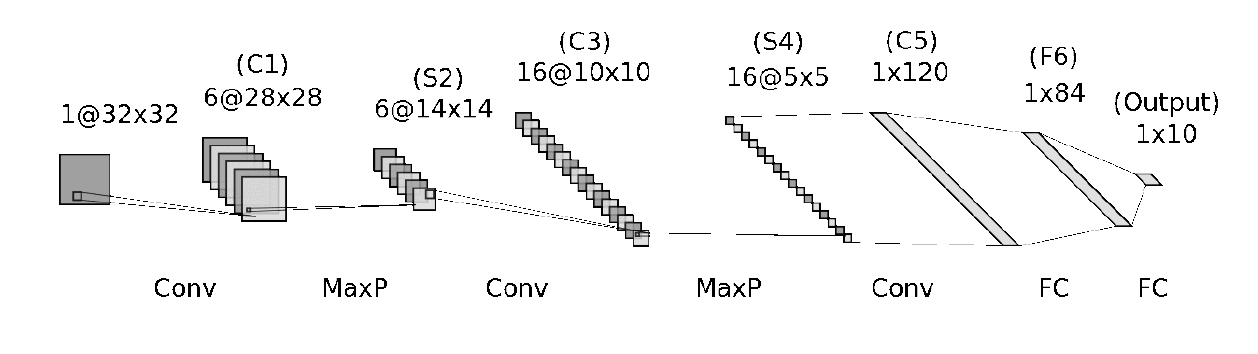 1@32x32
(C1)
6@28x28
(S2)
6@14x14
(C3)
16@10x10
(S4)
16@5x5
(C5)
1x120
(F6)
1x84
(Output)
1x10
Conv
MaxP
Conv
MaxP
Conv
FC
FC